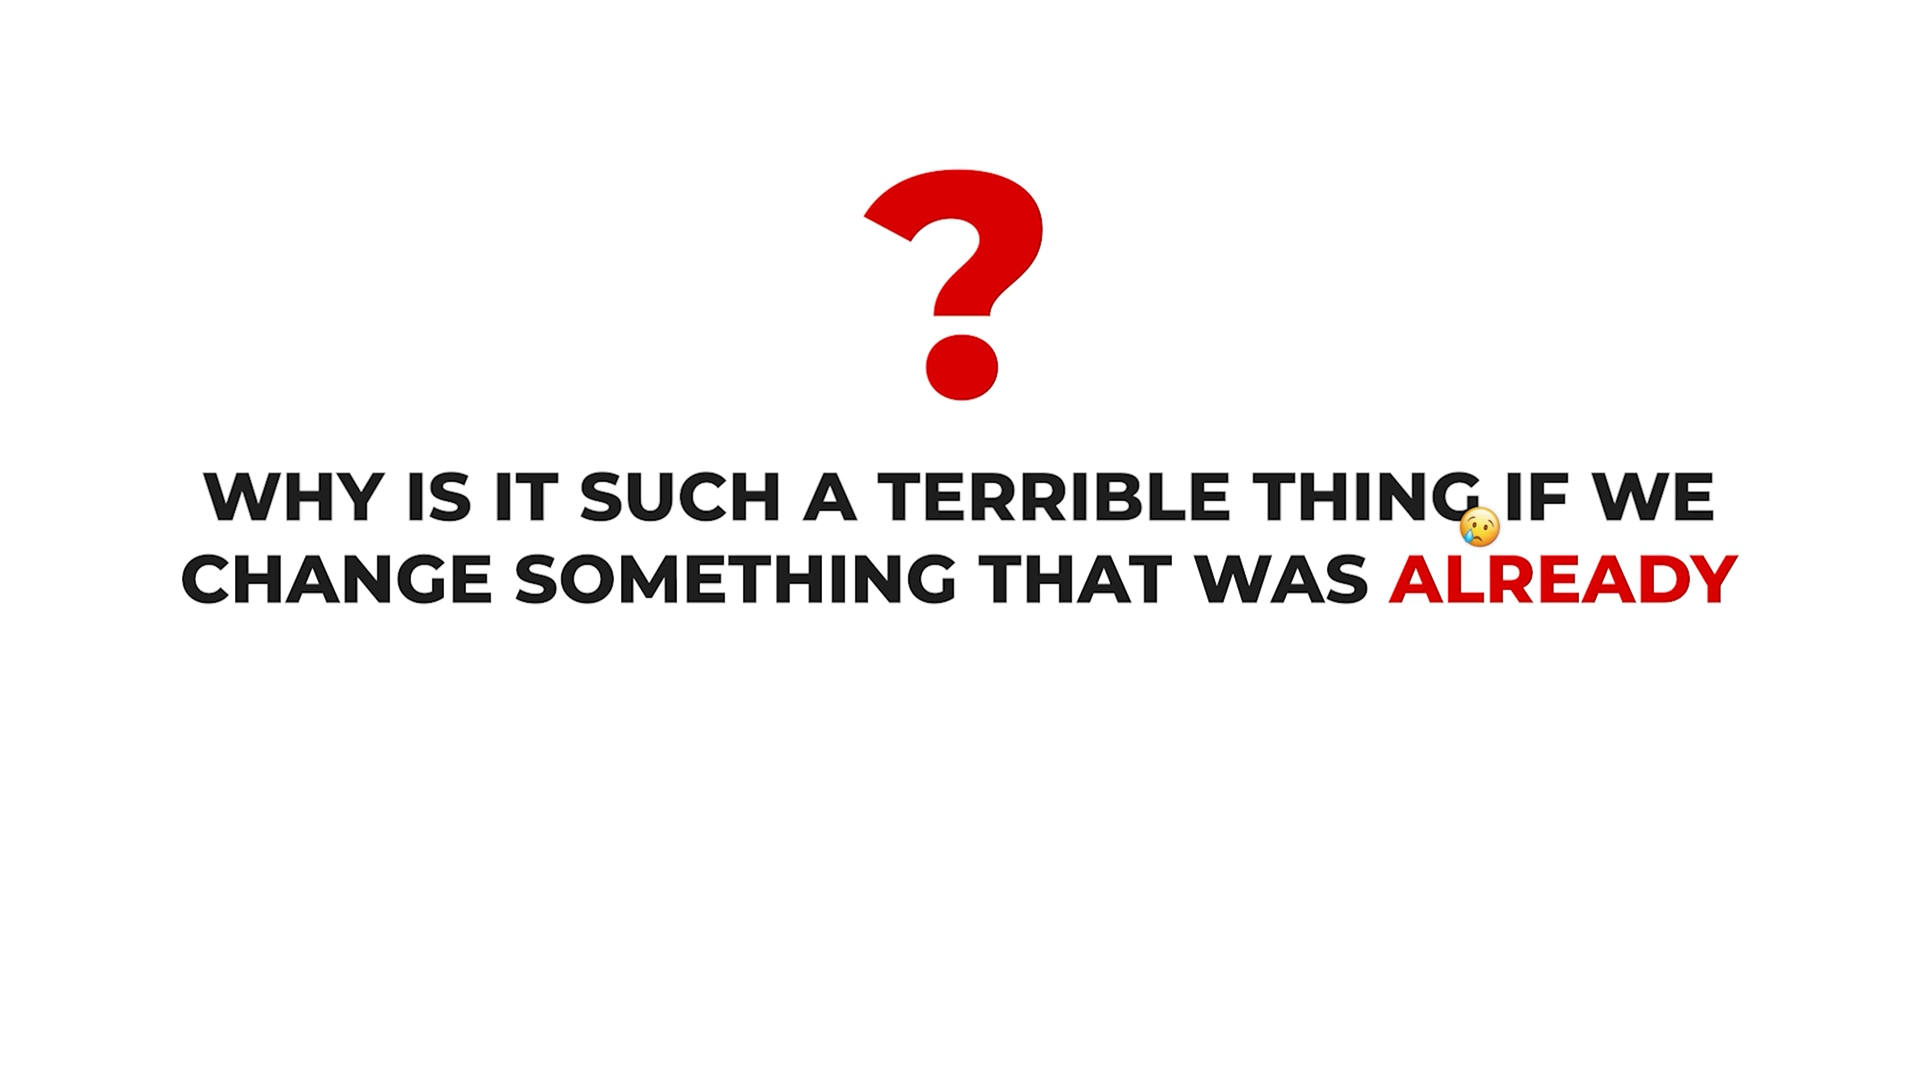 ?
WHY IS IT SUCH A TERRIBLE THING IF WE
CHANGE SOMETHING THAT WAS ALREADY